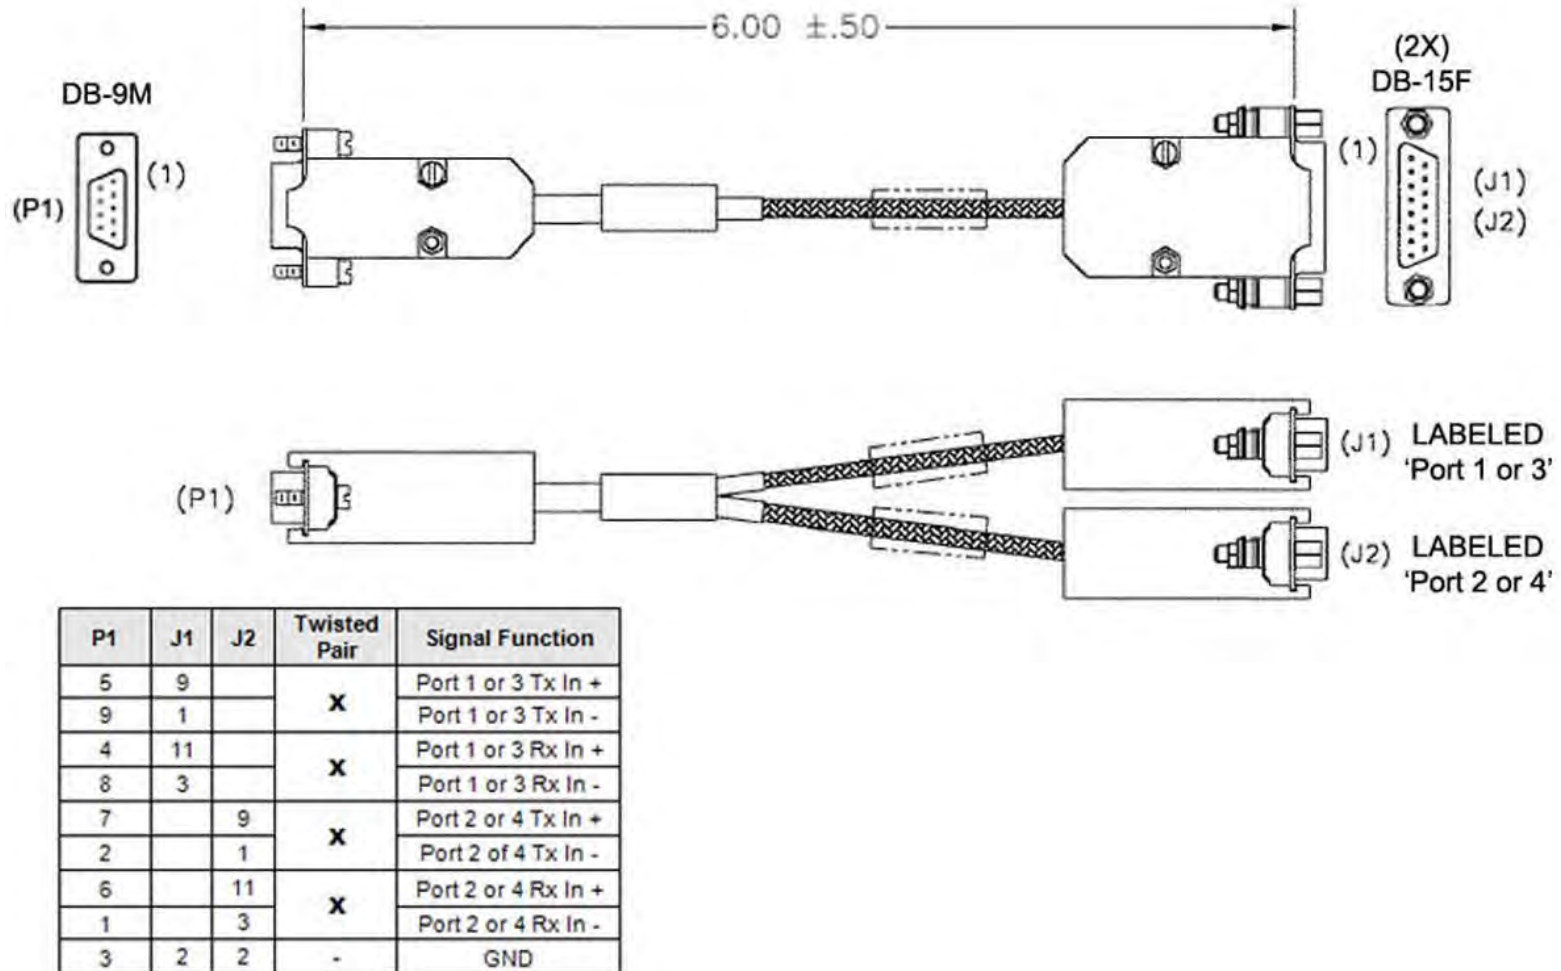 6.00 ±.50
DB-9M
(1)
(P1)
(2X)
DB-15F
(1)
(J1)
(J2)
(P1)
(J1) LABELED
'Port 1 or 3'
(J2) LABELED
'Port 2 or 4'
P1 J1 J2 Twisted Pair Signal Function
5 9 X Port 1 or 3 Tx In +
9 1 Port 1 or 3 Tx In -
4 11 X Port 1 or 3 Rx In +
8 3 Port 1 or 3 Rx In -
7 9 X Port 2 or 4 Tx In +
2 1 Port 2 of 4 Tx In -
6 11 X Port 2 or 4 Rx In +
1 3 Port 2 or 4 Rx In -
3 2 2 - GND